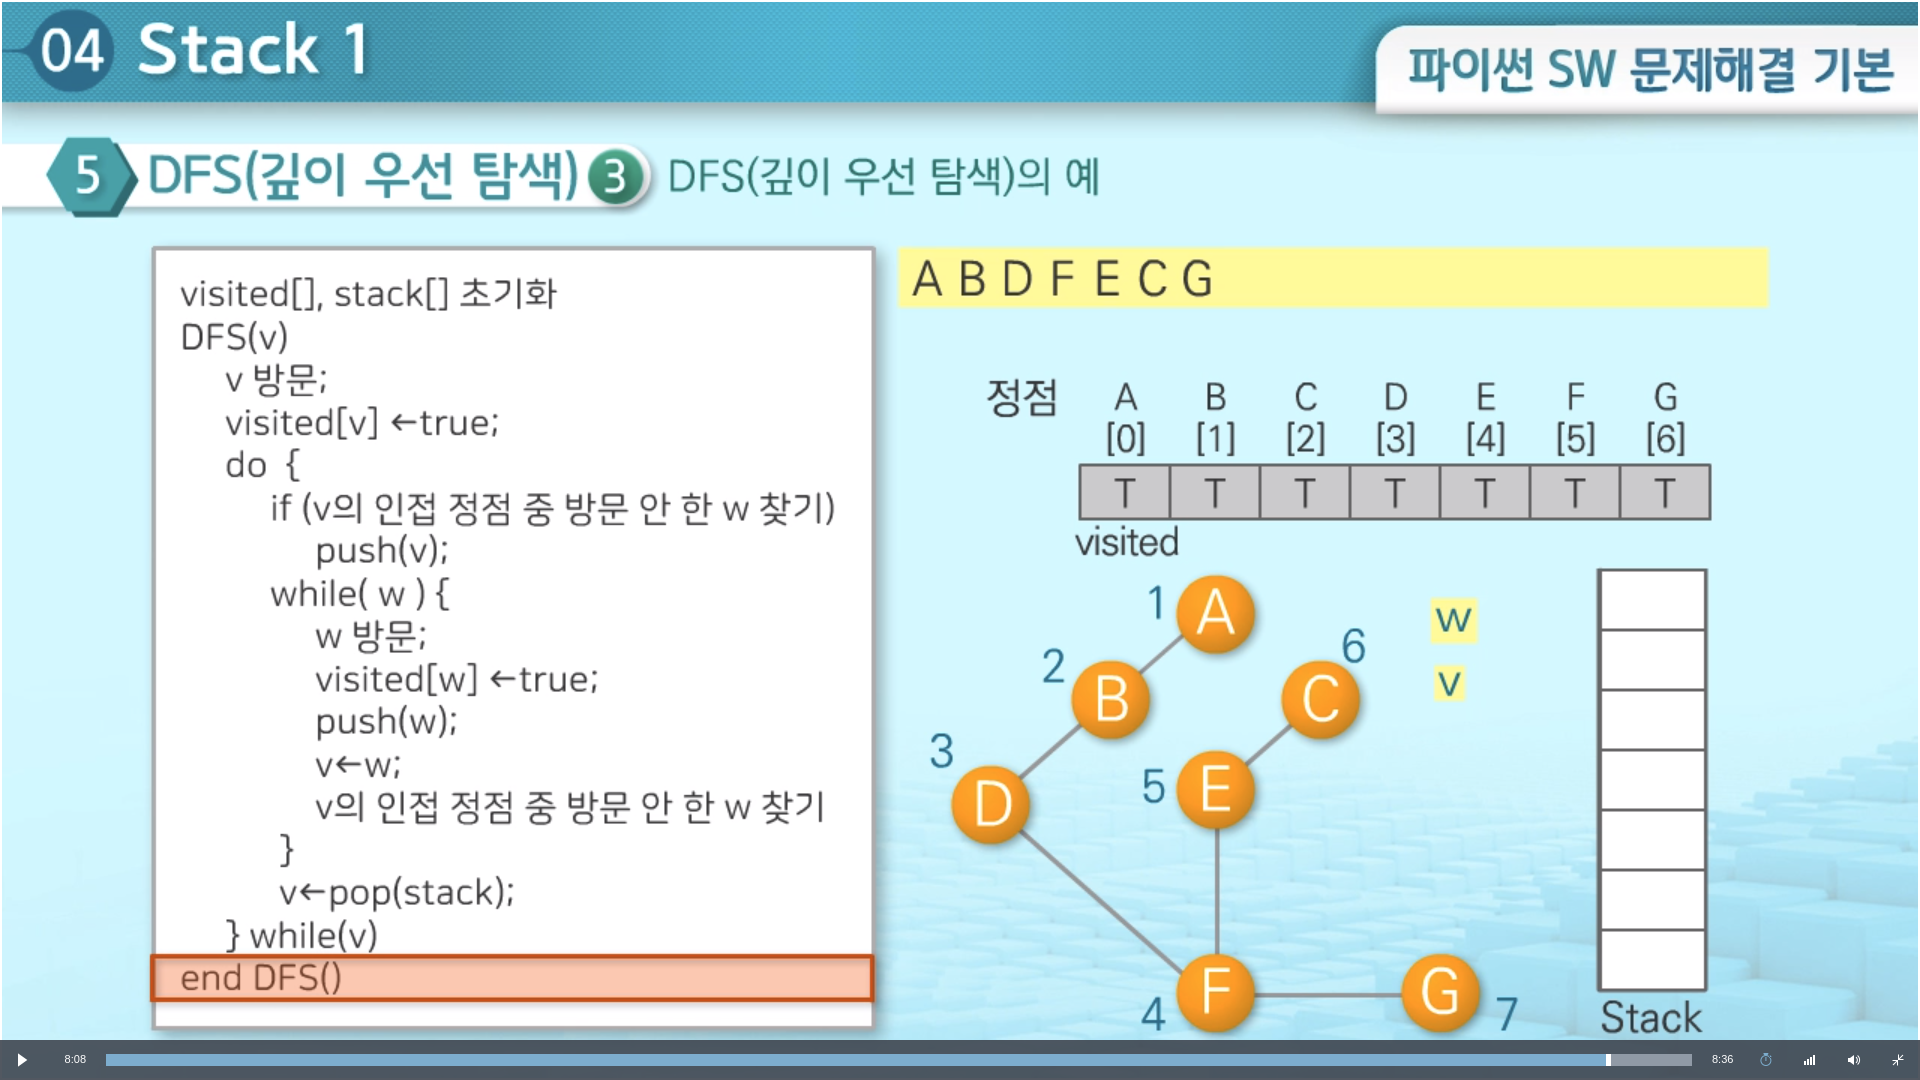 04 Stack 1
파이썬 SW 문제해결 기본
5 DFS(깊이 우선 탐색) 3 DFS(깊이 우선 탐색)의 예
visited[], stack[] 초기화
DFS(v)
v 방문;
visited[v] ←true;
do {
if (v의 인접 정점 중 방문 안 한 w 찾기)
push(v);
while( w ) {
w 방문;
visited[w] ←true;
push(w);
v←w;
v의 인접 정점 중 방문 안 한 w 찾기
}
v←pop(stack);
} while(v)
end DFS()
A B D F E C G
정점 A B C D E F G
[0] [1] [2] [3] [4] [5] [6]
T T T T T T T
visited
1 A
2 B
6 C
3 D
5 E
4 F
G 7
w
v
Stack
8:08
8:36